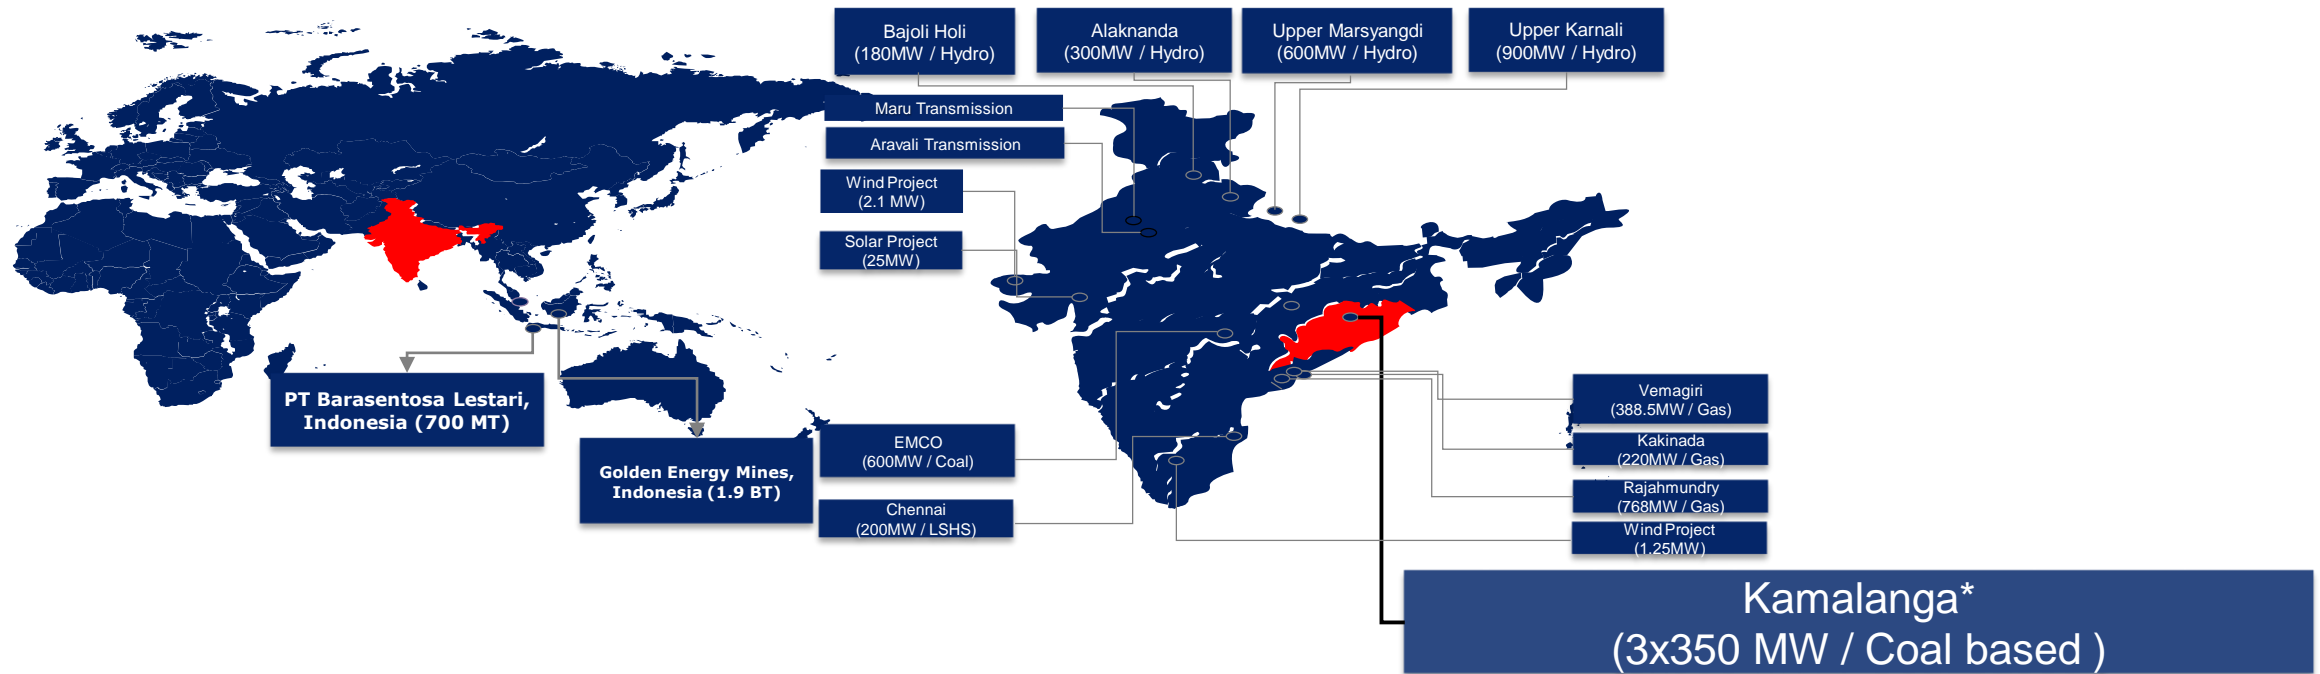 Bajoli Holi
(180MW / Hydro)
Alaknanda
(300MW / Hydro)
Upper Marsyangdi
(600MW / Hydro)
Upper Karnali
(900MW / Hydro)
Maru Transmission
Aravali Transmission
Wind Project
(2.1 MW)
Solar Project
(25MW)
PT Barasentosa Lestari,
Indonesia (700 MT)
Golden Energy Mines,
Indonesia (1.9 BT)
EMCO
(600MW / Coal)
Chennai
(200MW / LSHS)
Vemagiri
(388.5MW / Gas)
Kakinada
(220MW / Gas)
Rajahmundry
(768MW / Gas)
Wind Project
(1.25MW)
Kamalanga*
(3x350 MW / Coal based )